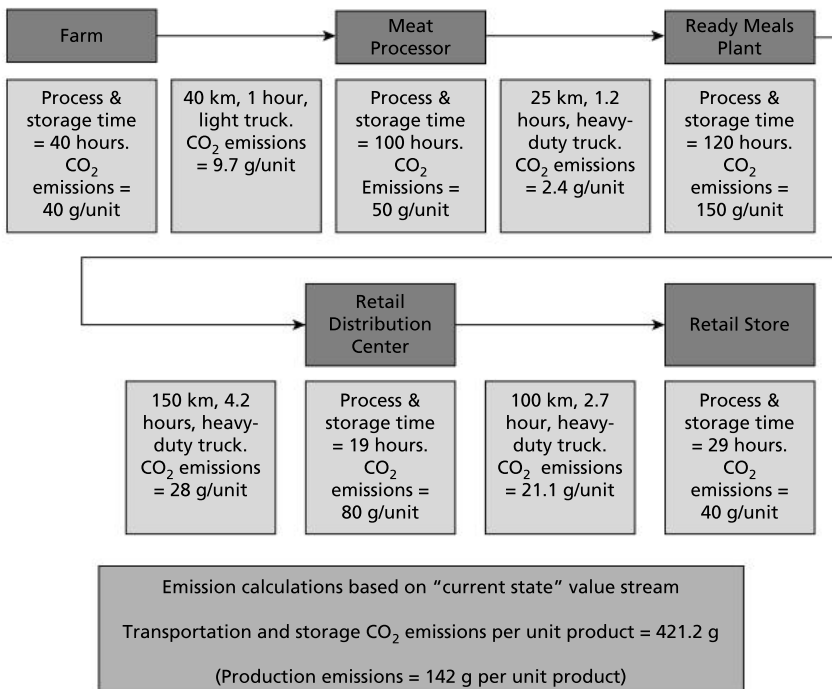 Farm
Meat
Processor
Ready Meals
Plant
Process &
storage time
= 40 hours.
CO₂
emissions =
40 g/unit
40 km, 1 hour,
light truck.
CO₂ emissions
= 9.7 g/unit
Process &
storage time
= 100 hours.
CO₂
Emissions =
50 g/unit
25 km, 1.2
hours, heavy-
duty truck.
CO₂ emissions
= 2.4 g/unit
Process &
storage time
= 120 hours.
CO₂
emissions =
150 g/unit
Retail
Distribution
Center
Retail Store
150 km, 4.2
hours, heavy-
duty truck.
CO₂ emissions
= 28 g/unit
Process &
storage time
= 19 hours.
CO₂
emissions =
80 g/unit
100 km, 2.7
hour, heavy-
duty truck.
CO₂ emissions
= 21.1 g/unit
Process &
storage time
= 29 hours.
CO₂
emissions =
40 g/unit
Emission calculations based on “current state” value stream
Transportation and storage CO₂ emissions per unit product = 421.2 g
(Production emissions = 142 g per unit product)